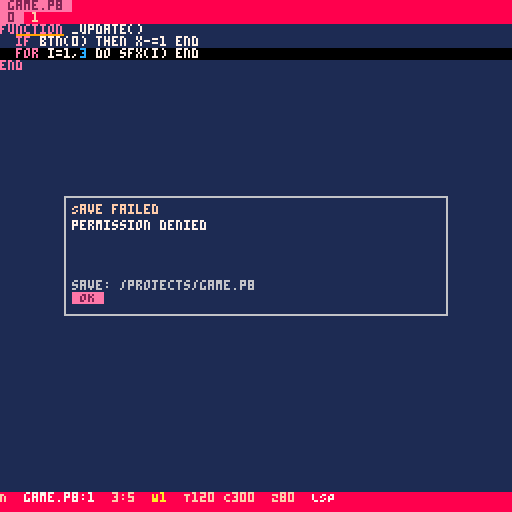 GAME.P8
0 1
FUNCTION _UPDATE()
IF BTN(0) THEN X-=1 END
FOR I=1,3 DO SFX(I) END
END
SAVE FAILED
PERMISSION DENIED
SAVE: /PROJECTS/GAME.P8
OK
N GAME.P8:1 3:5 W1 T120 C300 Z80 LSP